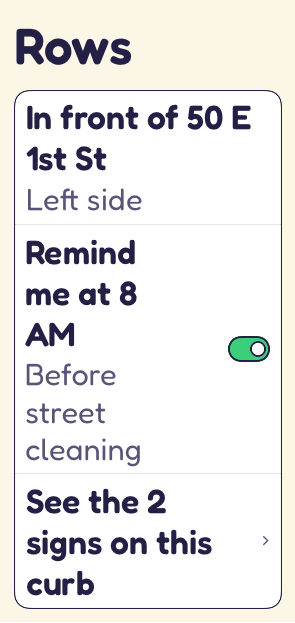 Rows
In front of 50 E
1st St
Left side
Remind
me at 8
AM
Before
street
cleaning
See the 2
signs on this
curb